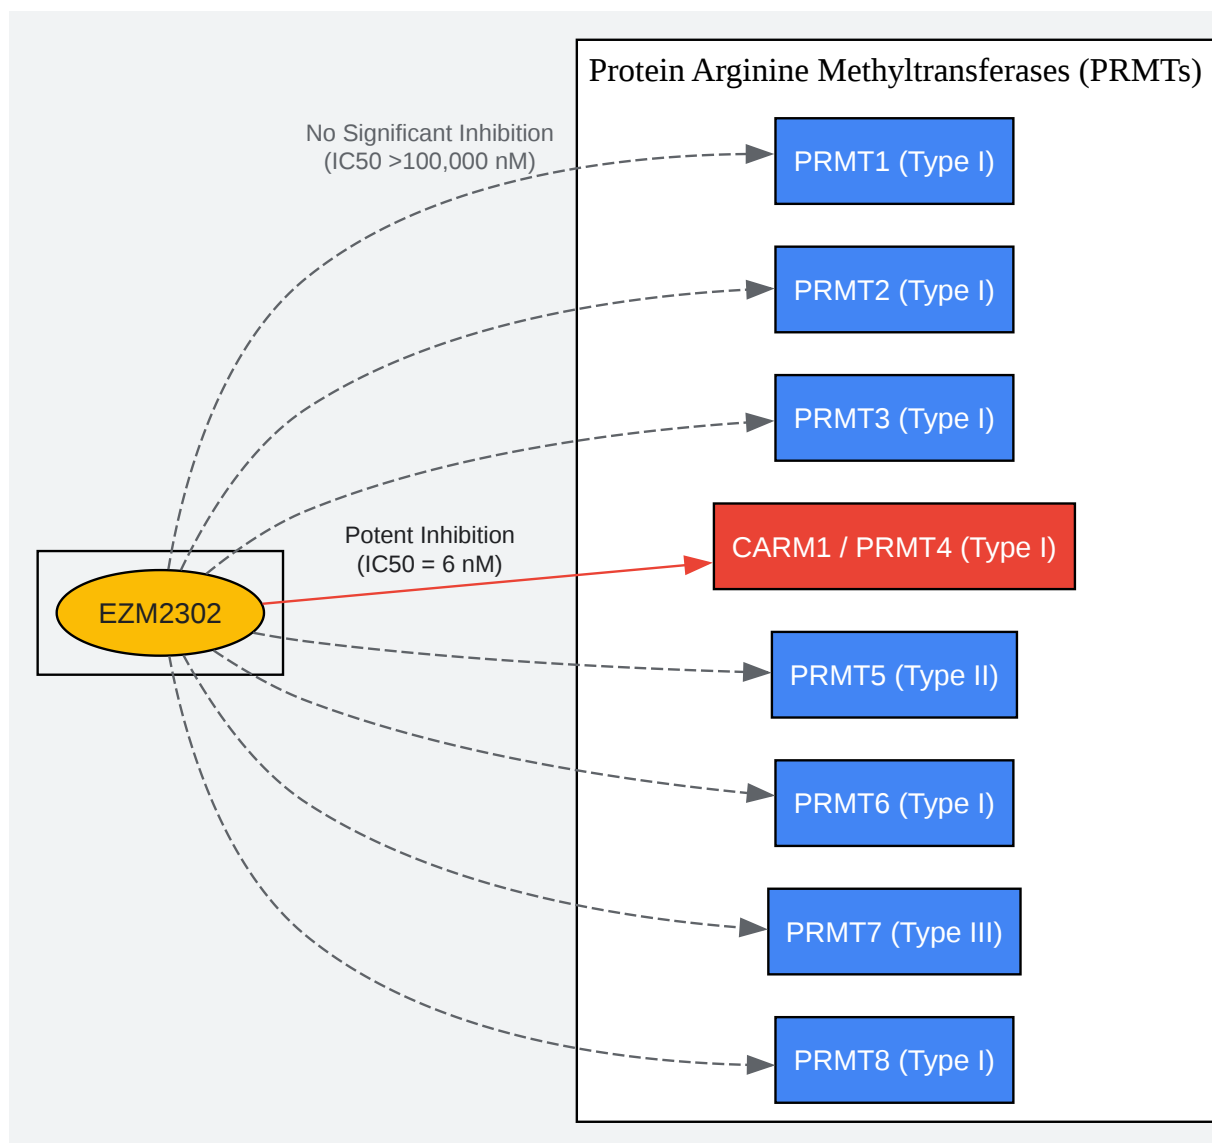 Protein Arginine Methyltransferases (PRMTs)
No Significant Inhibition
(IC50 >100,000 nM)
PRMT1 (Type I)
PRMT2 (Type I)
PRMT3 (Type I)
Potent Inhibition
(IC50 = 6 nM)
CARM1 / PRMT4 (Type I)
EZM2302
PRMT5 (Type II)
PRMT6 (Type I)
PRMT7 (Type III)
PRMT8 (Type I)